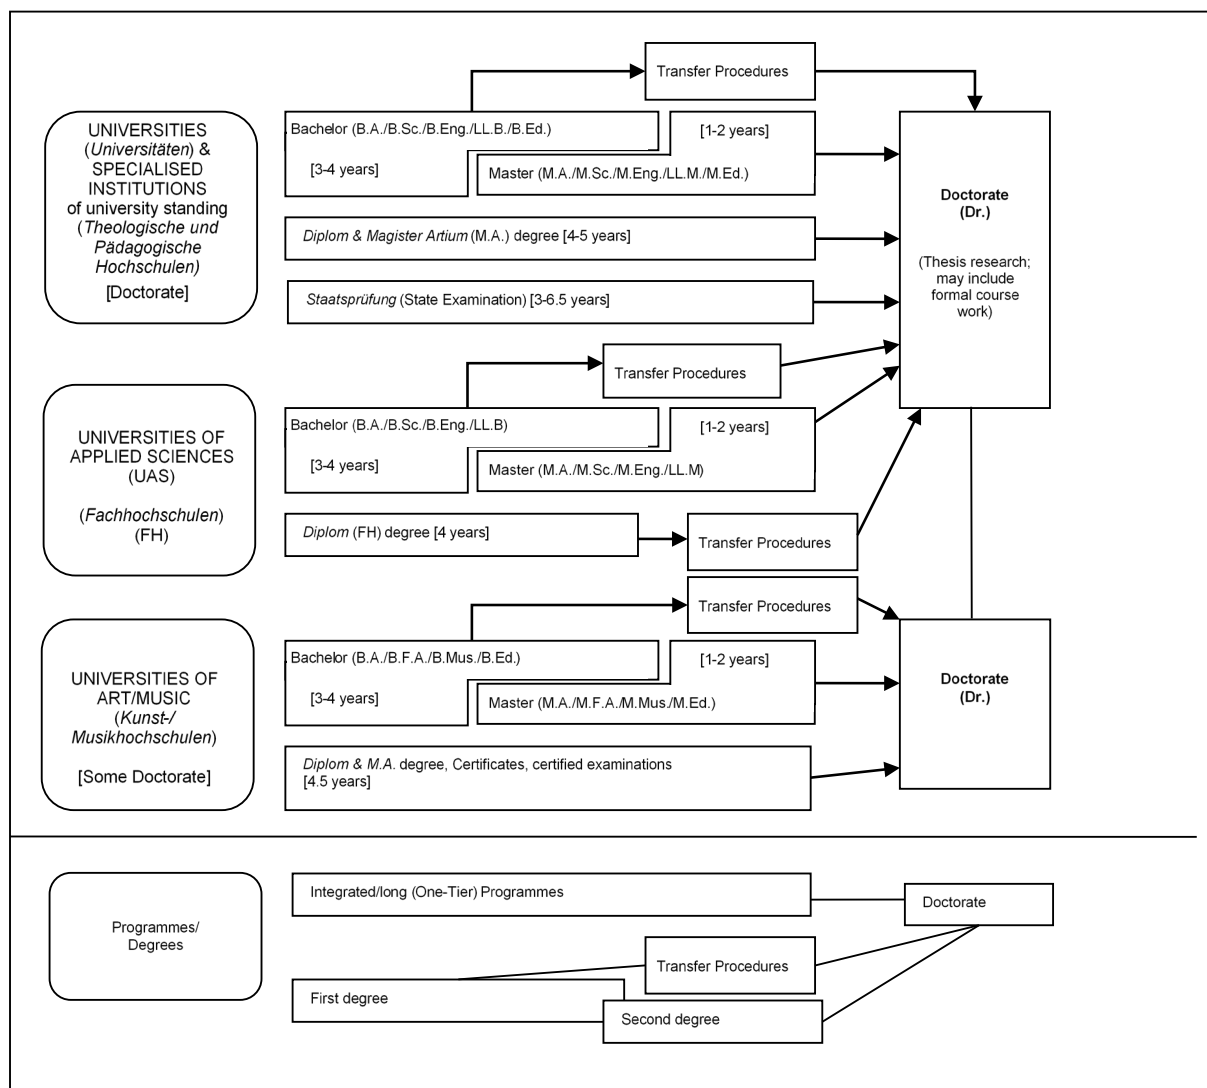 Transfer Procedures
UNIVERSITIES
(Universitäten) &
SPECIALISED
INSTITUTIONS
of university standing
(Theologische und
Pädagogische
Hochschulen)
[Doctorate]
Bachelor (B.A./B.Sc./B.Eng./LL.B./B.Ed.)
[3-4 years]
[1-2 years]
Master (M.A./M.Sc./M.Eng./LL.M./M.Ed.)
Diplom & Magister Artium (M.A.) degree [4-5 years]
Staatsprüfung (State Examination) [3-6.5 years]
Doctorate
(Dr.)
(Thesis research;
may include
formal course
work)
Transfer Procedures
UNIVERSITIES OF
APPLIED SCIENCES
(UAS)
(Fachhochschulen)
(FH)
Bachelor (B.A./B.Sc./B.Eng./LL.B)
[3-4 years]
[1-2 years]
Master (M.A./M.Sc./M.Eng./LL.M)
Diplom (FH) degree [4 years]
Transfer Procedures
Transfer Procedures
UNIVERSITIES OF
ART/MUSIC
(Kunst-/
Musikhochschulen)
[Some Doctorate]
Bachelor (B.A./B.F.A./B.Mus./B.Ed.)
[3-4 years]
[1-2 years]
Master (M.A./M.F.A./M.Mus./M.Ed.)
Diplom & M.A. degree, Certificates, certified examinations
[4.5 years]
Doctorate
(Dr.)
Programmes/
Degrees
Integrated/long (One-Tier) Programmes
Doctorate
Transfer Procedures
First degree
Second degree